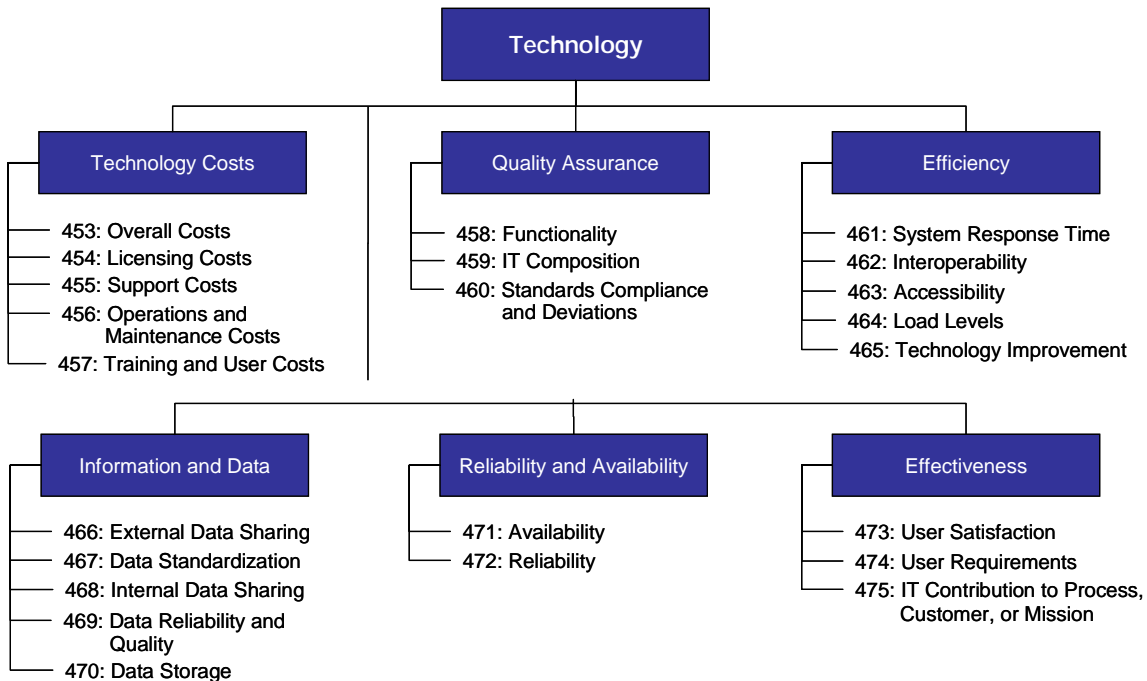 Technology
Technology Costs
453: Overall Costs
454: Licensing Costs
455: Support Costs
456: Operations and
Maintenance Costs
457: Training and User Costs
Quality Assurance
458: Functionality
459: IT Composition
460: Standards Compliance
and Deviations
Efficiency
461: System Response Time
462: Interoperability
463: Accessibility
464: Load Levels
465: Technology Improvement
Information and Data
466: External Data Sharing
467: Data Standardization
468: Internal Data Sharing
469: Data Reliability and
Quality
470: Data Storage
Reliability and Availability
471: Availability
472: Reliability
Effectiveness
473: User Satisfaction
474: User Requirements
475: IT Contribution to Process,
Customer, or Mission